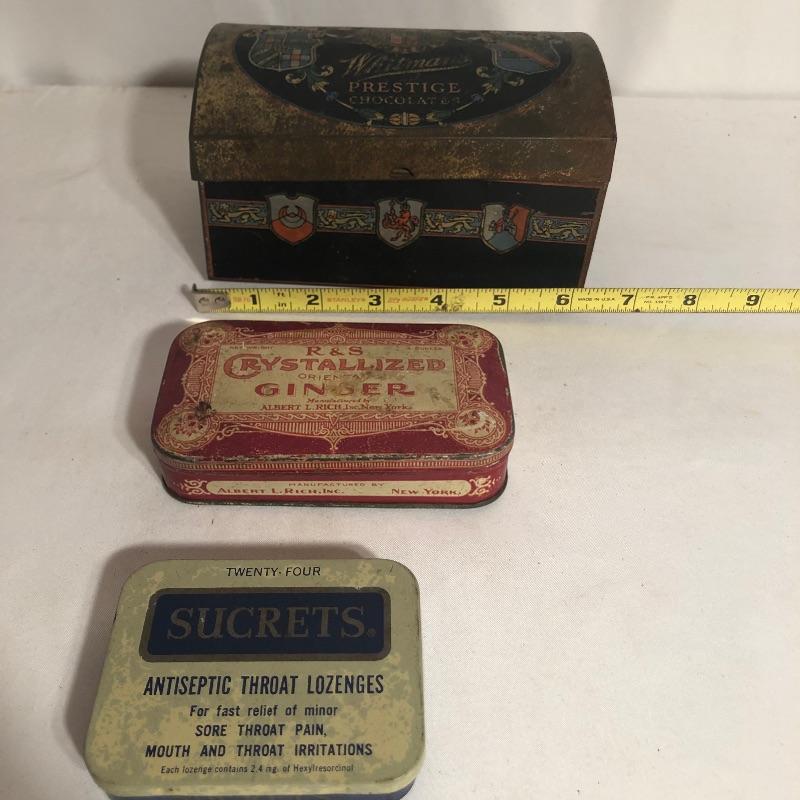 Whitman's
PRESTIGE
CHOCOLATES
1 ft in 2 STANLEY 3 4 5 6 MADE IN U.S.A. 7 8 9
R & S
CRYSTALLIZED
ORIENTAL
GINGER
Manufactured by
ALBERT L. RICH, Inc. New York.
MANUFACTURED BY
ALBERT L. RICH, INC. NEW YORK.
TWENTY-FOUR
SUCRETS®
ANTISEPTIC THROAT LOZENGES
For fast relief of minor
SORE THROAT PAIN,
MOUTH AND THROAT IRRITATIONS
Each lozenge contains 2.4 mg. of Hexylresorcinol